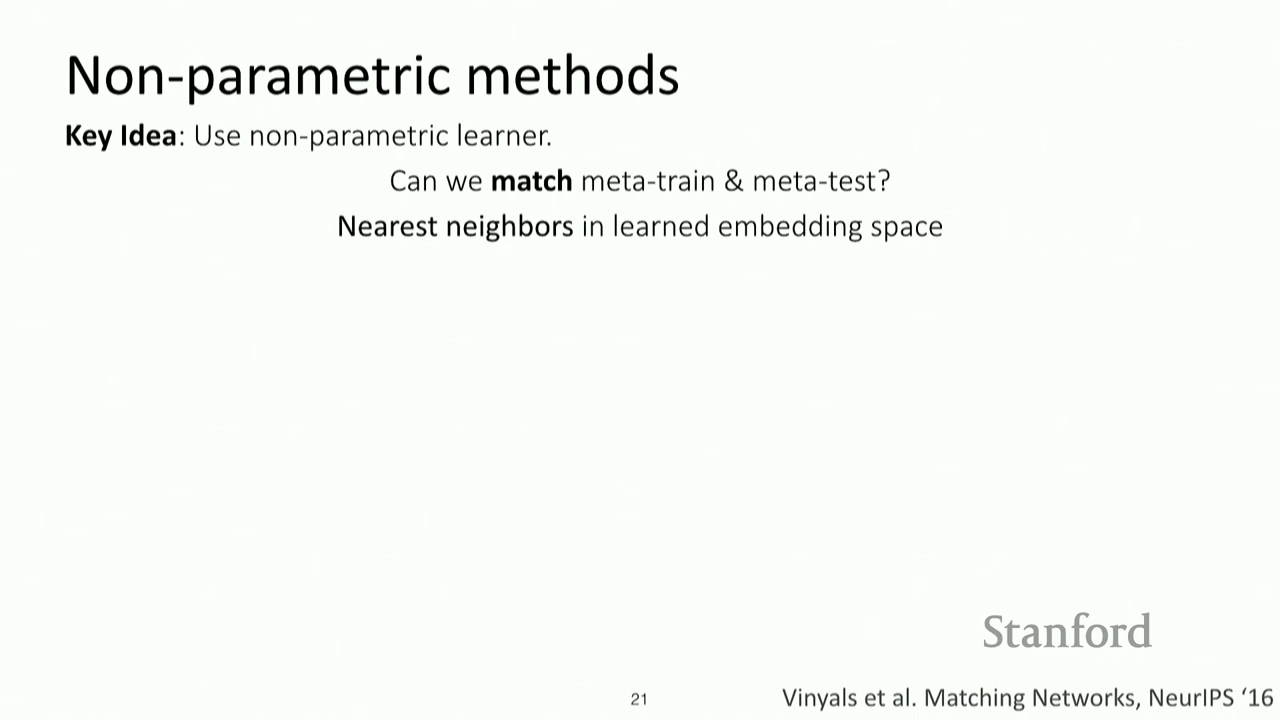 Non-parametric methods
Key Idea: Use non-parametric learner.
Can we match meta-train & meta-test?
Nearest neighbors in learned embedding space
Stanford
21
Vinyals et al. Matching Networks, NeurIPS ‘16